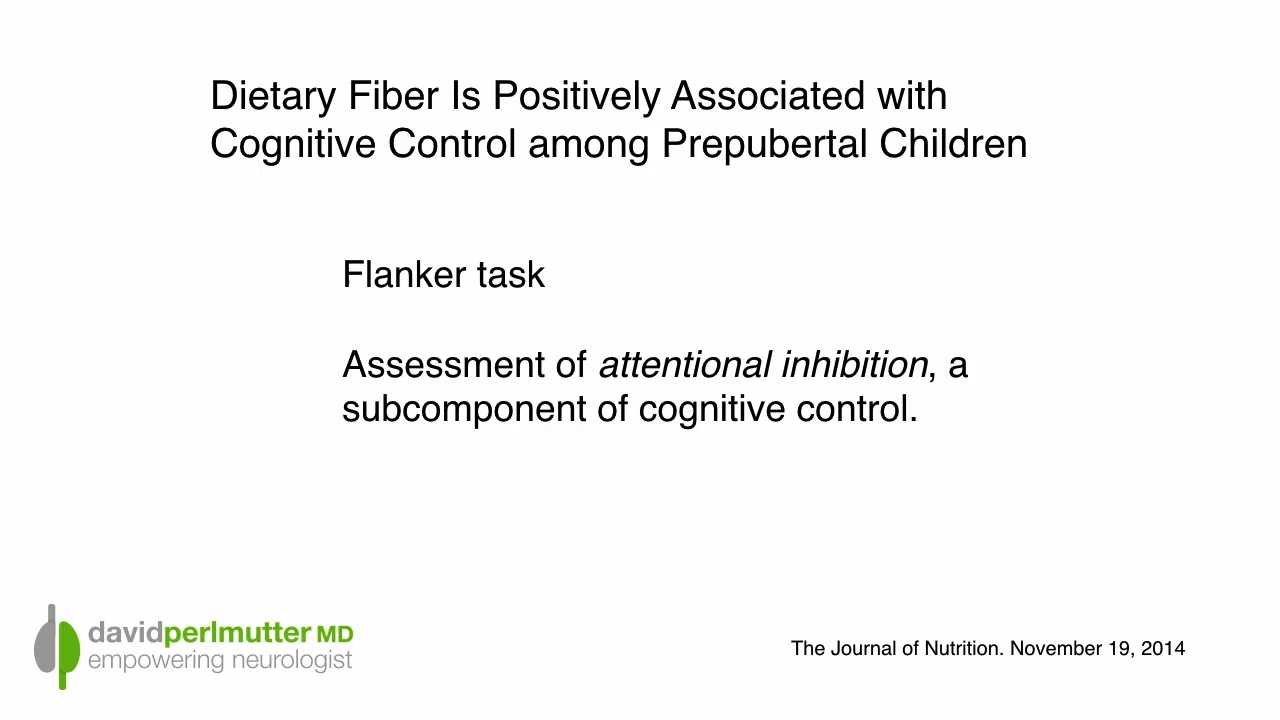 Dietary Fiber Is Positively Associated with
Cognitive Control among Prepubertal Children
Flanker task
Assessment of attentional inhibition, a
subcomponent of cognitive control.
davidperlmutter MD
empowering neurologist
The Journal of Nutrition. November 19, 2014